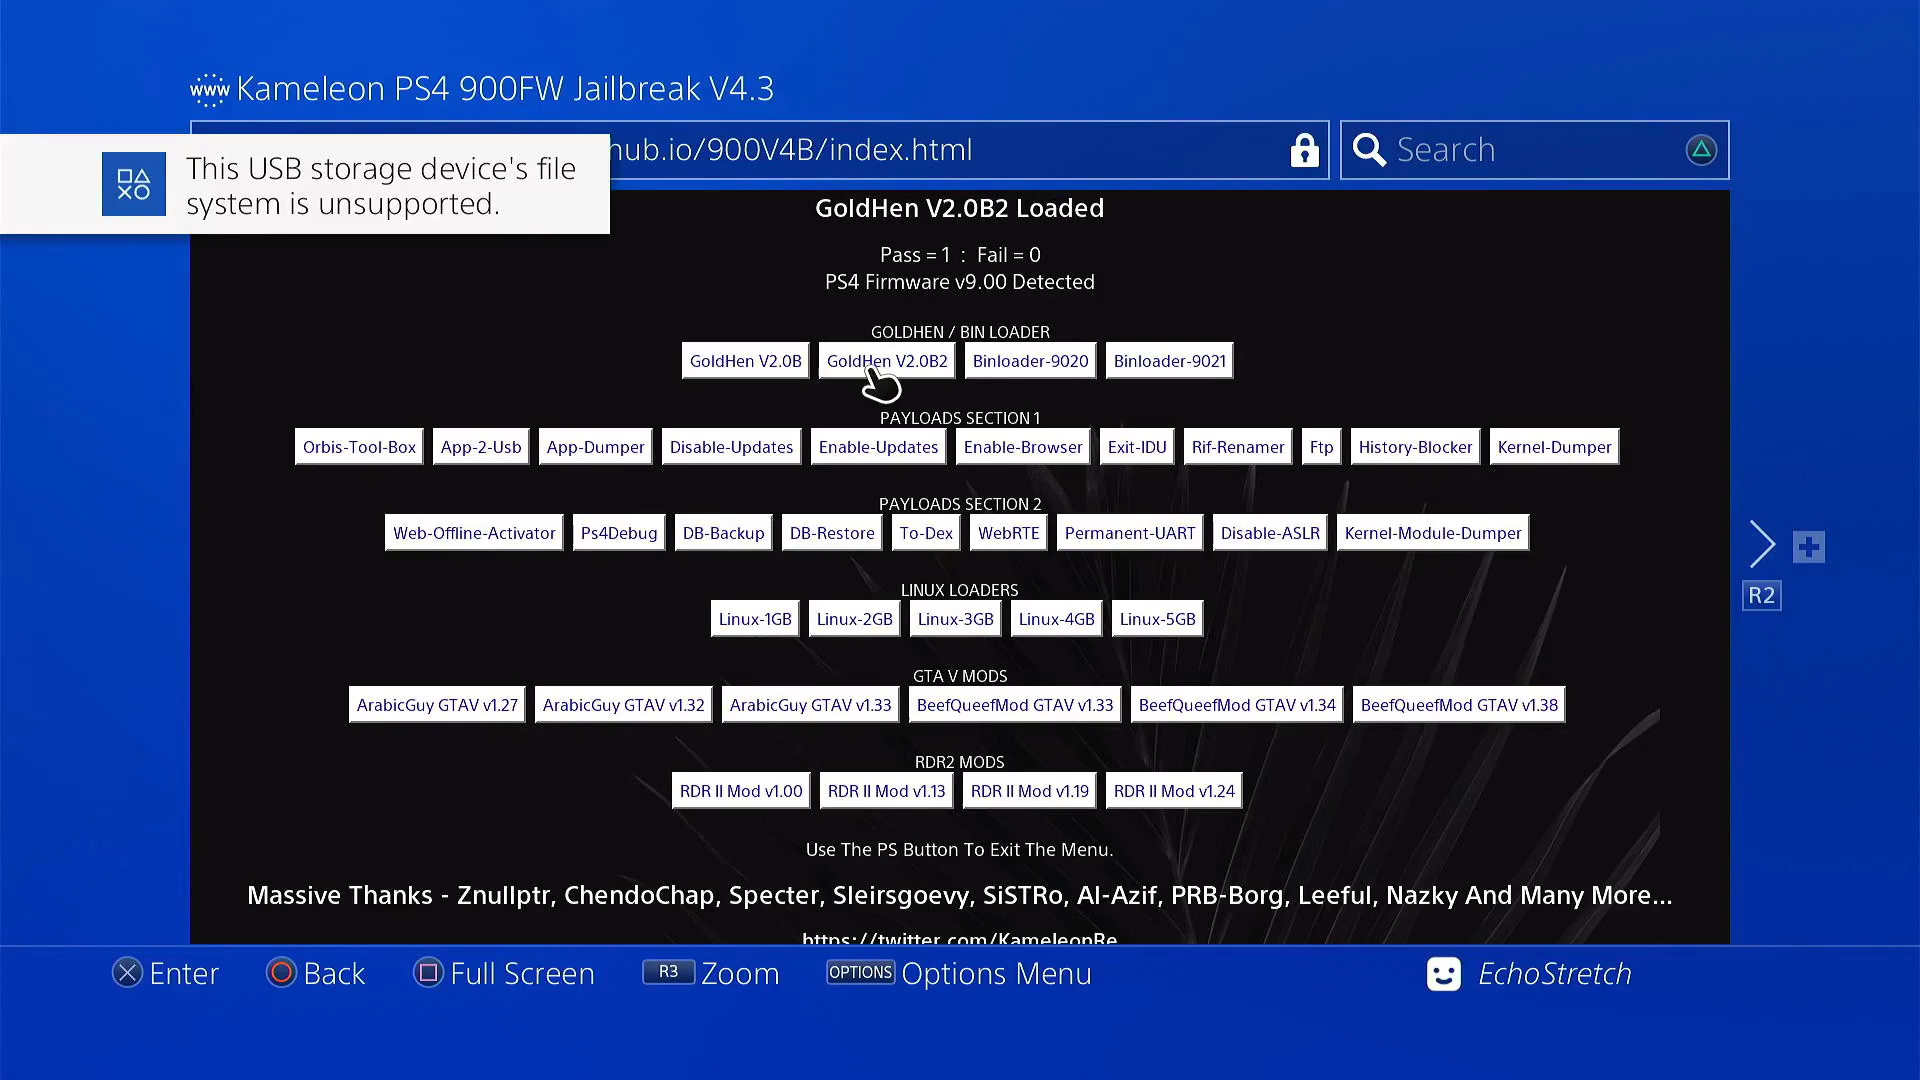 www Kameleon PS4 900FW Jailbreak V4.3
hub.io/900V4B/index.html
Search
This USB storage device's file
system is unsupported.
GoldHen V2.0B2 Loaded
Pass = 1 : Fail = 0
PS4 Firmware v9.00 Detected
GOLDHEN / BIN LOADER
GoldHen V2.0B GoldHen V2.0B2 Binloader-9020 Binloader-9021
PAYLOADS SECTION 1
Orbis-Tool-Box App-2-Usb App-Dumper Disable-Updates Enable-Updates Enable-Browser Exit-IDU Rif-Renamer Ftp History-Blocker Kernel-Dumper
PAYLOADS SECTION 2
Web-Offline-Activator Ps4Debug DB-Backup DB-Restore To-Dex WebRTE Permanent-UART Disable-ASLR Kernel-Module-Dumper
R2
LINUX LOADERS
Linux-1GB Linux-2GB Linux-3GB Linux-4GB Linux-5GB
GTA V MODS
ArabicGuy GTAV v1.27 ArabicGuy GTAV v1.32 ArabicGuy GTAV v1.33 BeefQueefMod GTAV v1.33 BeefQueefMod GTAV v1.34 BeefQueefMod GTAV v1.38
RDR2 MODS
RDR II Mod v1.00 RDR II Mod v1.13 RDR II Mod v1.19 RDR II Mod v1.24
Use The PS Button To Exit The Menu.
Massive Thanks - Znullptr, ChendoChap, Specter, Sleirsgoevy, SiSTRo, Al-Azif, PRB-Borg, Leeful, Nazky And Many More...
https://twitter.com/KameleonRe
Enter Back Full Screen R3 Zoom OPTIONS Options Menu EchoStretch